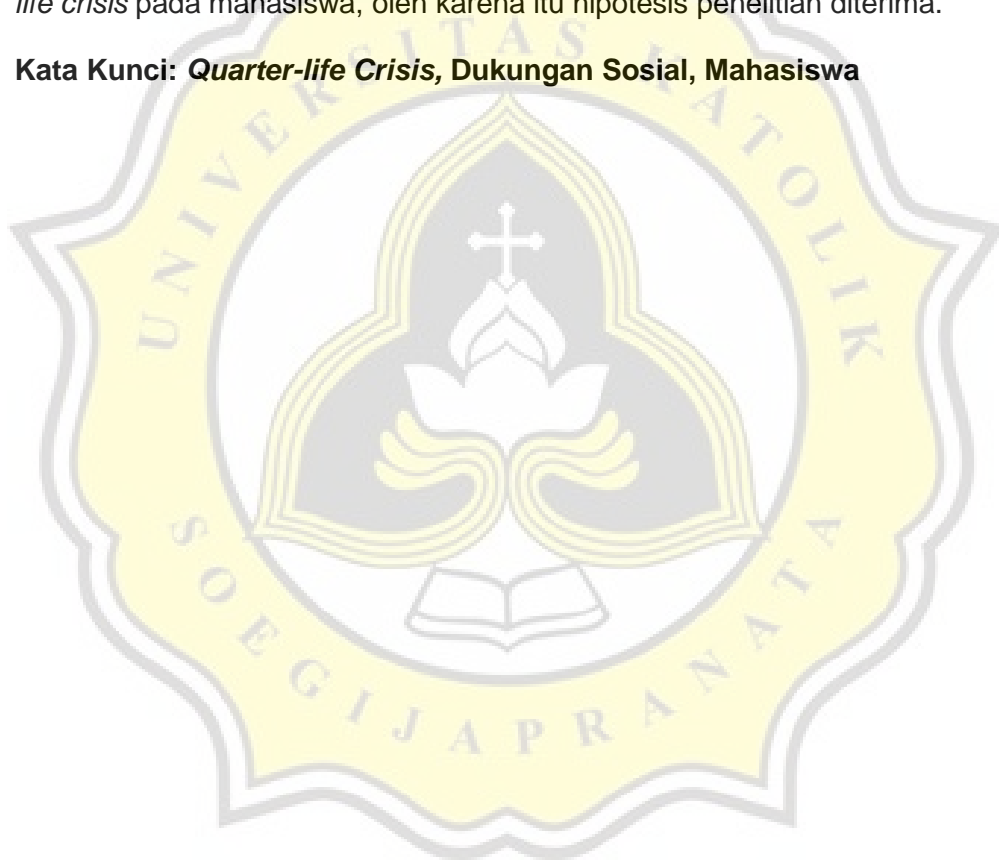 life crisis pada mahasiswa, oleh karena itu hipotesis penelitian diterima.
Kata Kunci: Quarter-life Crisis, Dukungan Sosial, Mahasiswa
UNIVERSITAS KATOLIK
SOEGIJAPRANATA